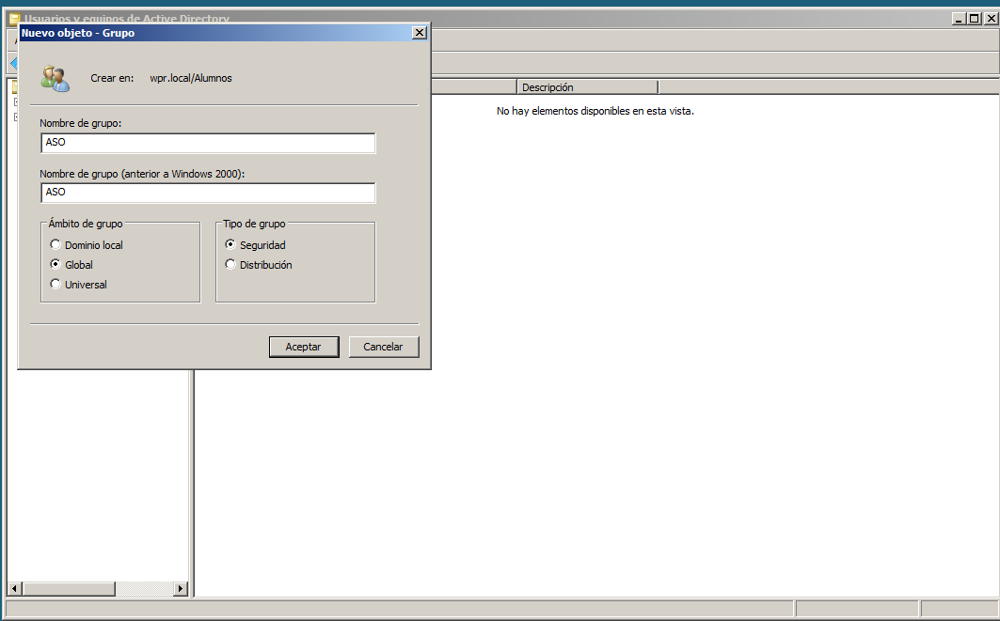 Usuarios y equipos de Active Directory
Nuevo objeto - Grupo
Crear en: wpr.local/Alumnos
Descripción
No hay elementos disponibles en esta vista.
Nombre de grupo:
ASO
Nombre de grupo (anterior a Windows 2000):
ASO
Ámbito de grupo
Dominio local
Global
Universal
Tipo de grupo
Seguridad
Distribución
Aceptar
Cancelar